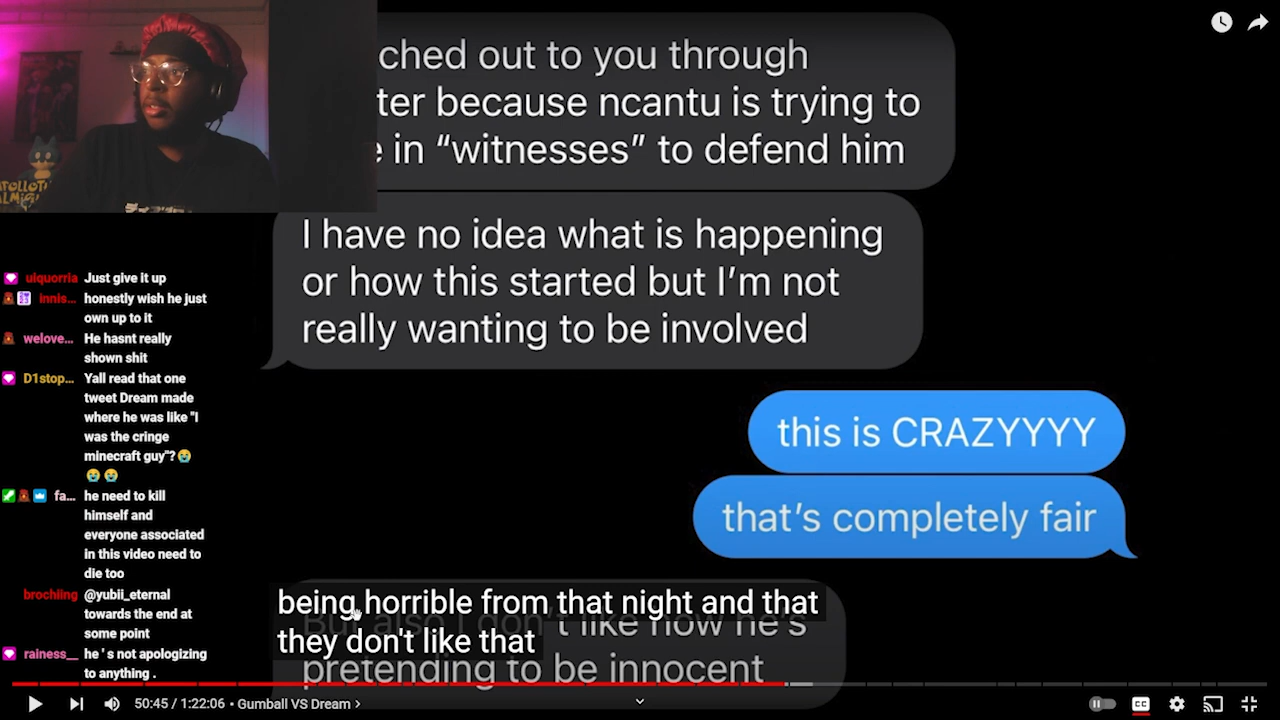 ched out to you through
ter because ncantu is trying to
e in “witnesses” to defend him
I have no idea what is happening
or how this started but I’m not
really wanting to be involved
this is CRAZYYYY
that’s completely fair
being horrible from that night and that
they don't like that
But also I don’t like how he’s
pretending to be innocent
ulquorria Just give it up
innis... honestly wish he just
own up to it
welove... He hasnt really
shown shit
D1stop... Yall read that one
tweet Dream made
where he was like "I
was the cringe
minecraft guy"?😭
😭😭
fa... he need to kill
himself and
everyone associated
in this video need to
die too
brochiing @yubii_eternal
towards the end at
some point
rainess__ he ' s not apologizing
to anything .
50:45 / 1:22:06 • Gumball VS Dream ›
CC